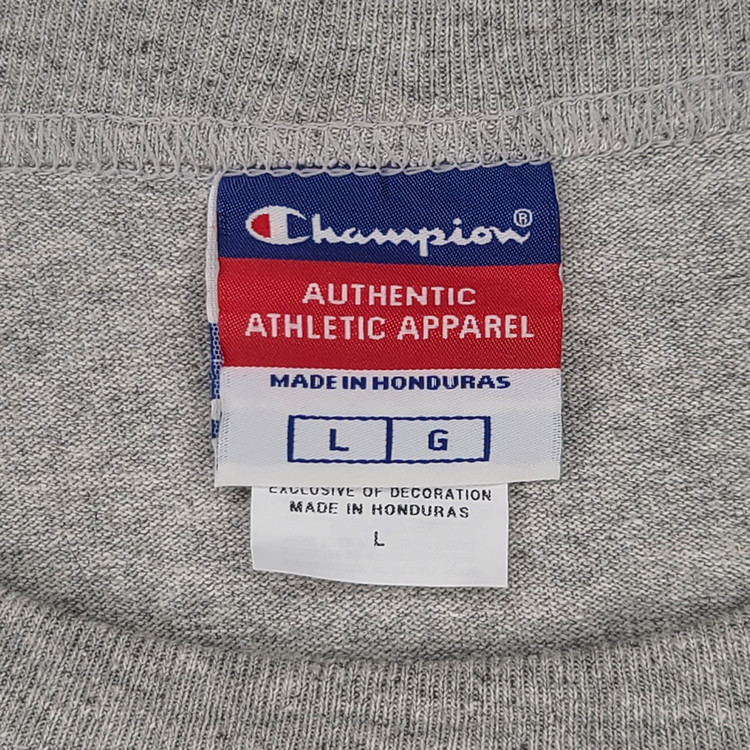 Champion®
AUTHENTIC
ATHLETIC APPAREL
MADE IN HONDURAS
L G
EXCLUSIVE OF DECORATION
MADE IN HONDURAS
L